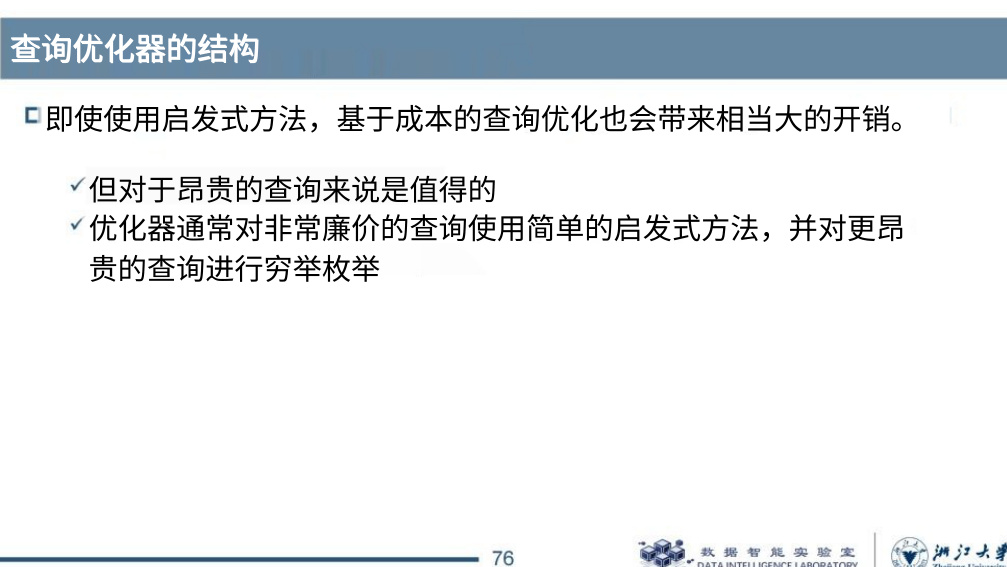 查询优化器的结构
即使使用启发式方法，基于成本的查询优化也会带来相当大的开销。
但对于昂贵的查询来说是值得的
优化器通常对非常廉价的查询使用简单的启发式方法，并对更昂
贵的查询进行穷举枚举
76
数据智能实验室
DATA INTELLIGENCE LABORATORY
浙江大学
Zhejiang University